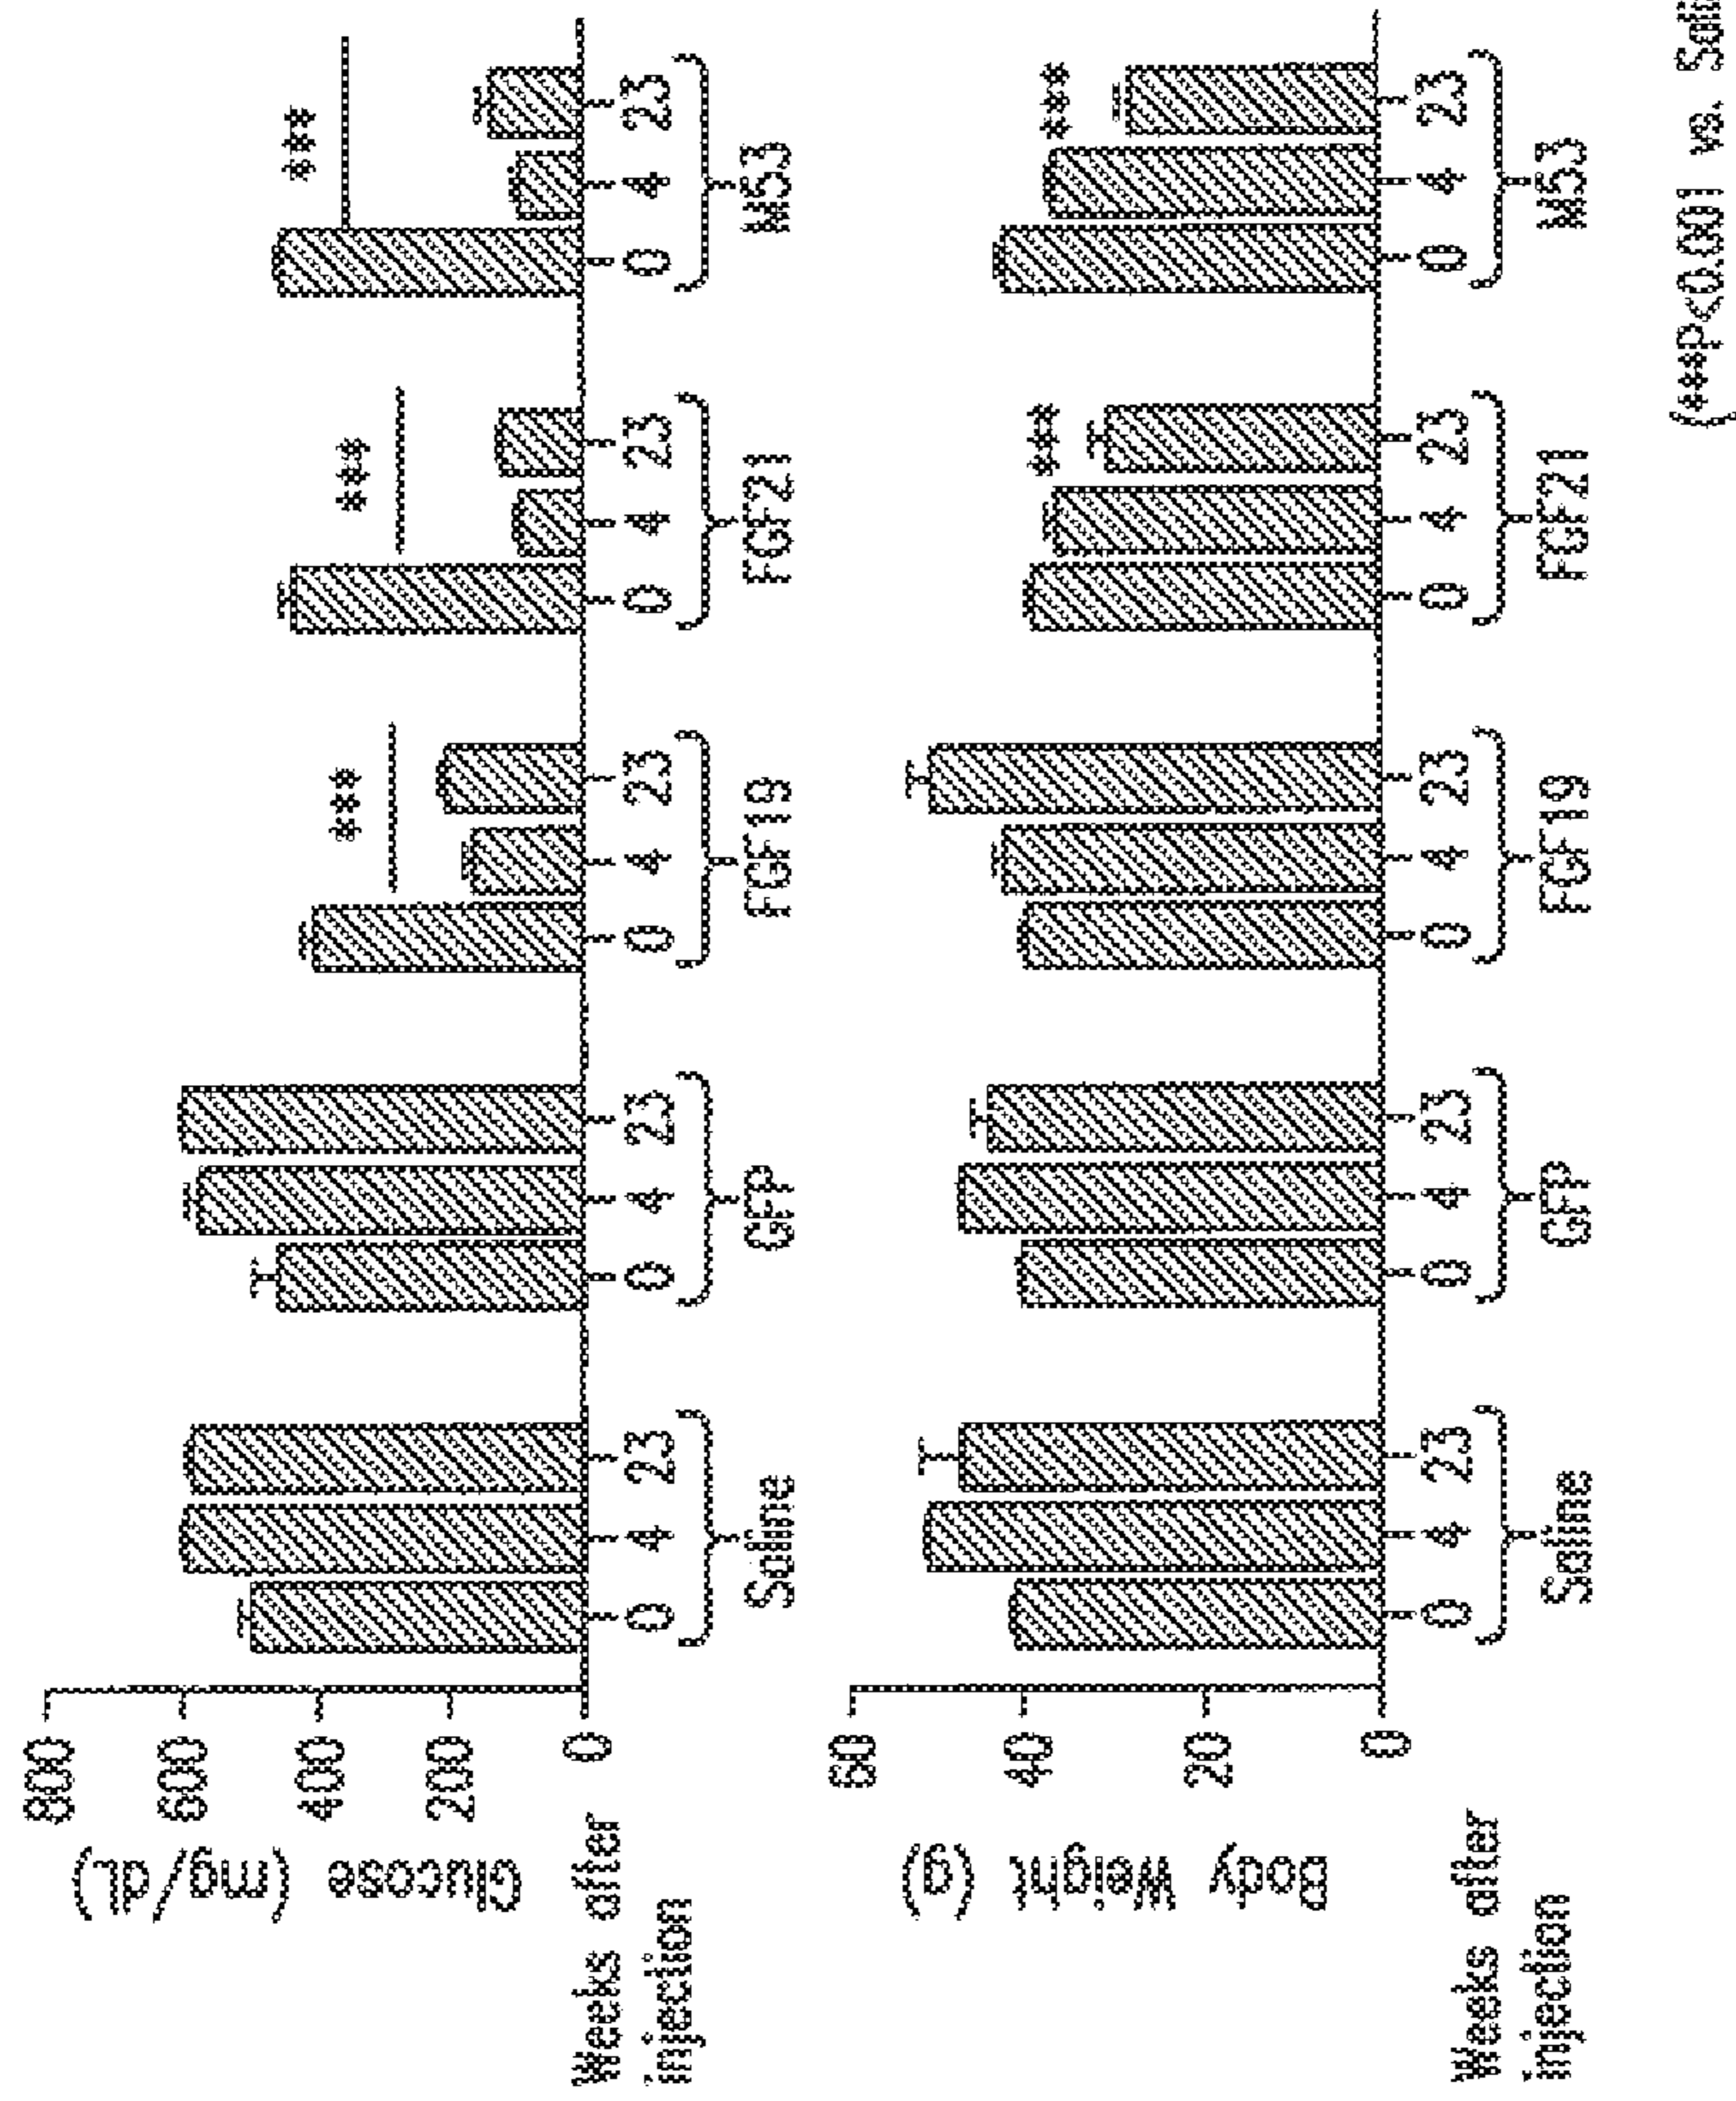 Glucose (mg/dL)
800
600
400
200
0
***
***
***
Weeks after
injection
0 4 23 0 4 23 0 4 23 0 4 23 0 4 23
Saline GFP FGF19 FGF21 M53
Body Weight (g)
60
40
20
0
***
***
Weeks after
injection
0 4 23 0 4 23 0 4 23 0 4 23 0 4 23
Saline GFP FGF19 FGF21 M53
(***P<0.001 vs.